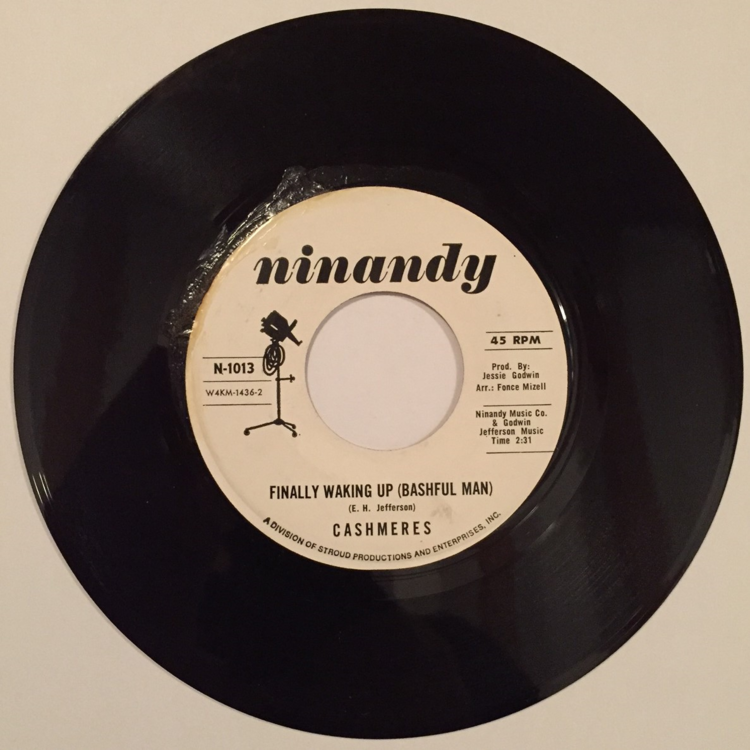 ninandy
N-1013
W4KM-1436-2
45 RPM
Prod. By:
Jessie Godwin
Arr.: Fonce Mizell
Ninandy Music Co.
& Godwin
Jefferson Music
Time 2:31
FINALLY WAKING UP (BASHFUL MAN)
(E. H. Jefferson)
CASHMERES
A DIVISION OF STROUD PRODUCTIONS AND ENTERPRISES, INC.